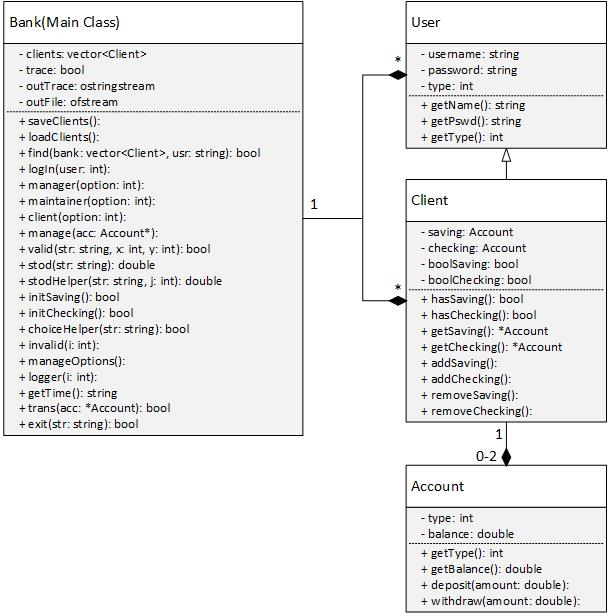 Bank(Main Class)
- clients: vector<Client>
- trace: bool
- outTrace: ostringstream
- outFile: ofstream
+ saveClients():
+ loadClients():
+ find(bank: vector<Client>, usr: string): bool
+ logIn(user: int):
+ manager(option: int):
+ maintainer(option: int):
+ client(option: int):
+ manage(acc: Account*):
+ valid(str: string, x: int, y: int): bool
+ stod(str: string): double
+ stodHelper(str: string, j: int): double
+ initSaving(): bool
+ initChecking(): bool
+ choiceHelper(str: string): bool
+ invalid(i: int):
+ manageOptions():
+ logger(i: int):
+ getTime(): string
+ trans(acc: *Account): bool
+ exit(str: string): bool
1
*
*
User
- username: string
- password: string
- type: int
+ getName(): string
+ getPswd(): string
+ getType(): int
Client
- saving: Account
- checking: Account
- boolSaving: bool
- boolChecking: bool
+ hasSaving(): bool
+ hasChecking(): bool
+ getSaving(): *Account
+ getChecking(): *Account
+ addSaving():
+ addChecking():
+ removeSaving():
+ removeChecking():
1
0-2
Account
- type: int
- balance: double
+ getType(): int
+ getBalance(): double
+ deposit(amount: double):
+ withdraw(amount: double):